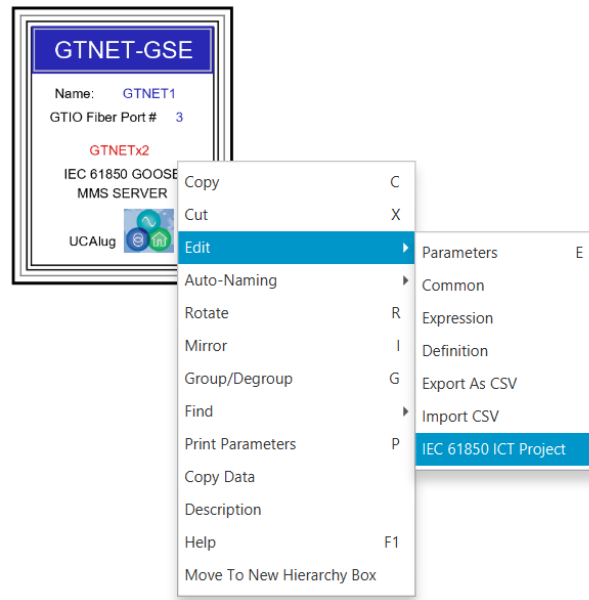 GTNET-GSE
Name: GTNET1
GTIO Fiber Port # 3
GTNETx2
IEC 61850 GOOSE
MMS SERVER
UCAlug
Copy C
Cut X
Edit
Auto-Naming
Rotate R
Mirror I
Group/Degroup G
Find
Print Parameters P
Copy Data
Description
Help F1
Move To New Hierarchy Box
Parameters E
Common
Expression
Definition
Export As CSV
Import CSV
IEC 61850 ICT Project